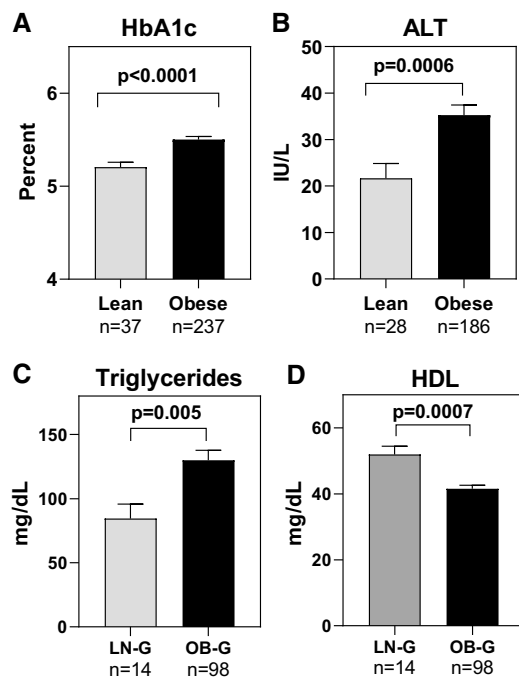 A
HbA1c
p<0.0001
Percent
6
5
4
Lean Obese
n=37 n=237
B
ALT
p=0.0006
IU/L
50
40
30
20
10
0
Lean Obese
n=28 n=186
C
Triglycerides
p=0.005
mg/dL
150
100
50
0
LN-G OB-G
n=14 n=98
D
HDL
p=0.0007
mg/dL
60
40
20
0
LN-G OB-G
n=14 n=98